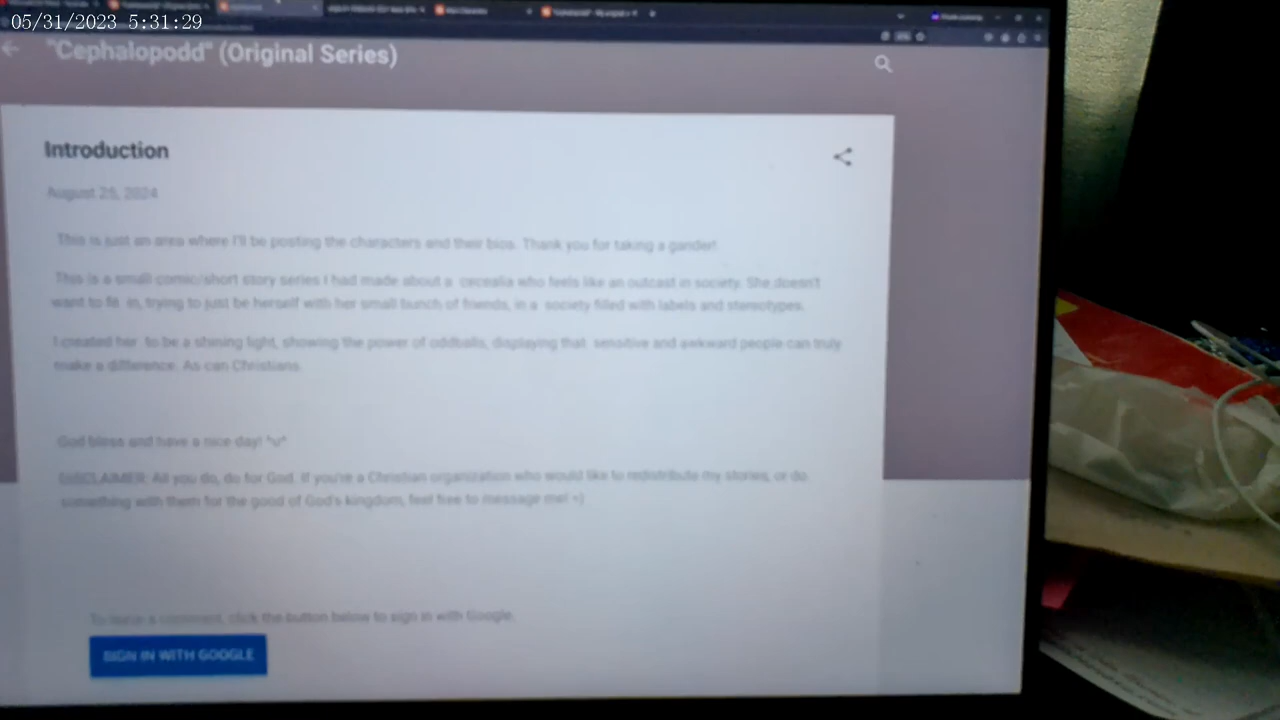 05/31/2023 5:31:29
"Cephalopodd" (Original Series)
Introduction
August 25, 2024
This is just an area where I'll be posting the characters and their bios. Thank you for taking a gander!
This is a small comic/short story series I had made about a cecealia who feels like an outcast in society. She doesn't
want to fit in, trying to just be herself with her small bunch of friends, in a society filled with labels and stereotypes.
I created her to be a shining light, showing the power of oddballs, displaying that sensitive and awkward people can truly
make a difference. As can Christians.
God bless and have a nice day! ^u^
DISCLAIMER: All you do, do for God. If you're a Christian organization who would like to redistribute my stories, or do
something with them for the good of God's kingdom, feel free to message me! =)
To leave a comment, click the button below to sign in with Google.
SIGN IN WITH GOOGLE